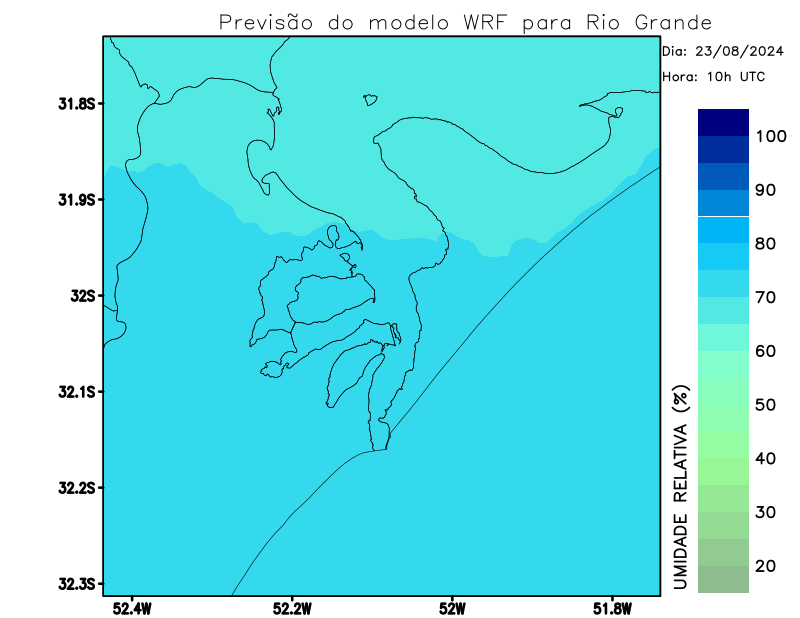 Previsão do modelo WRF para Rio Grande
Dia: 23/08/2024
Hora: 10h UTC
31.8S
31.9S
32S
32.1S
32.2S
32.3S
52.4W
52.2W
52W
51.8W
UMIDADE RELATIVA (%)
100
90
80
70
60
50
40
30
20